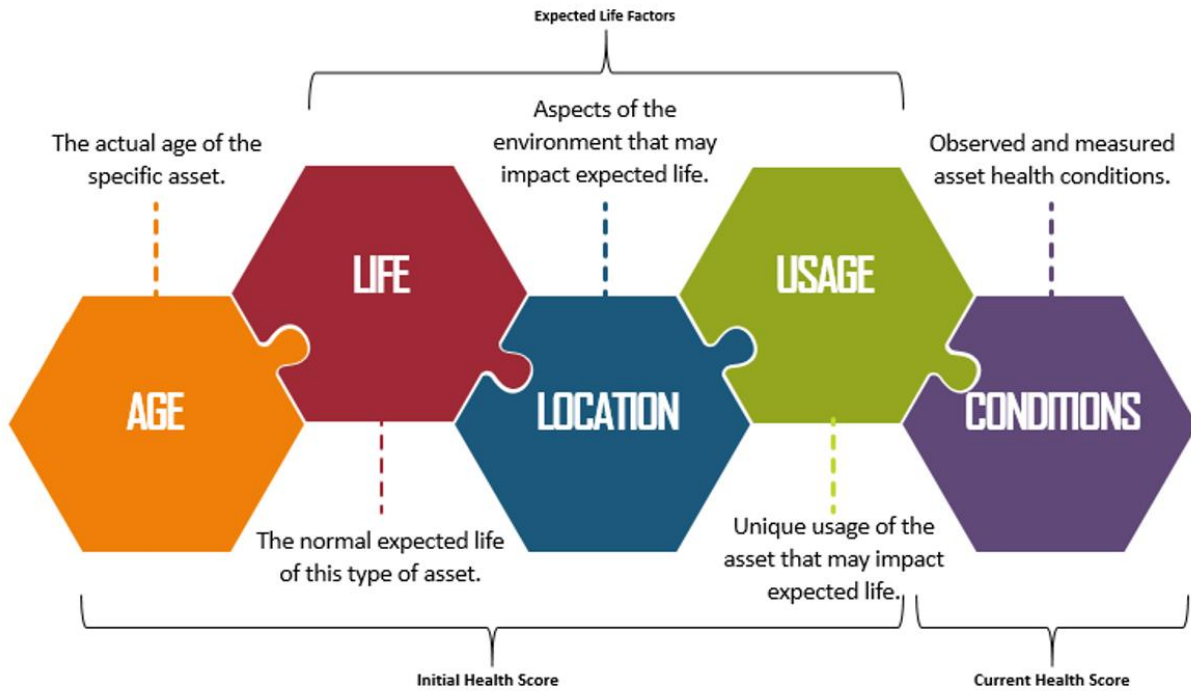 Expected Life Factors
The actual age of the
specific asset.
Aspects of the
environment that may
impact expected life.
Observed and measured
asset health conditions.
LIFE
USAGE
AGE
LOCATION
CONDITIONS
The normal expected life
of this type of asset.
Unique usage of the
asset that may impact
expected life.
Initial Health Score
Current Health Score